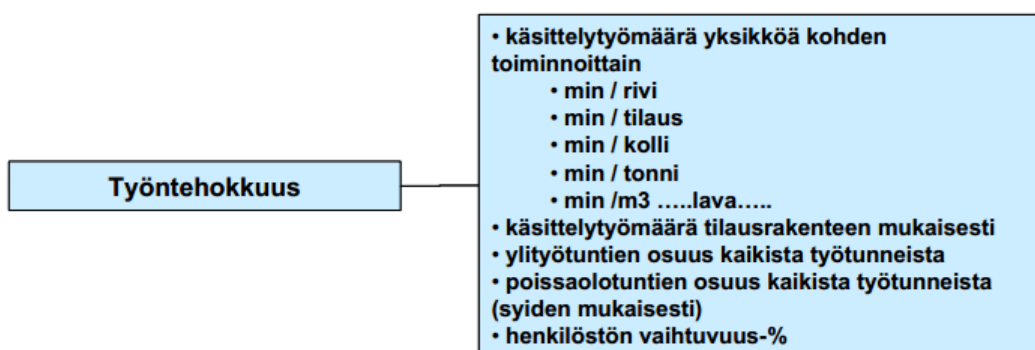 Työntehokkuus
• käsittelytyömäärä yksikköä kohden
toiminnoittain
• min / rivi
• min / tilaus
• min / kolli
• min / tonni
• min /m3 …..lava…..
• käsittelytyömäärä tilausrakenteen mukaisesti
• ylityötuntien osuus kaikista työtunneista
• poissaolotuntien osuus kaikista työtunneista
(syiden mukaisesti)
• henkilöstön vaihtuvuus-%